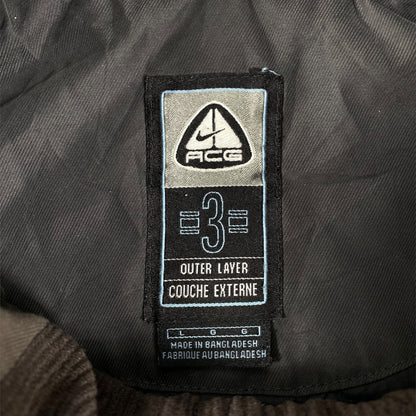 ACG
3
OUTER LAYER
COUCHE EXTERNE
L G G
MADE IN BANGLADESH
FABRIQUE AU BANGLADESH